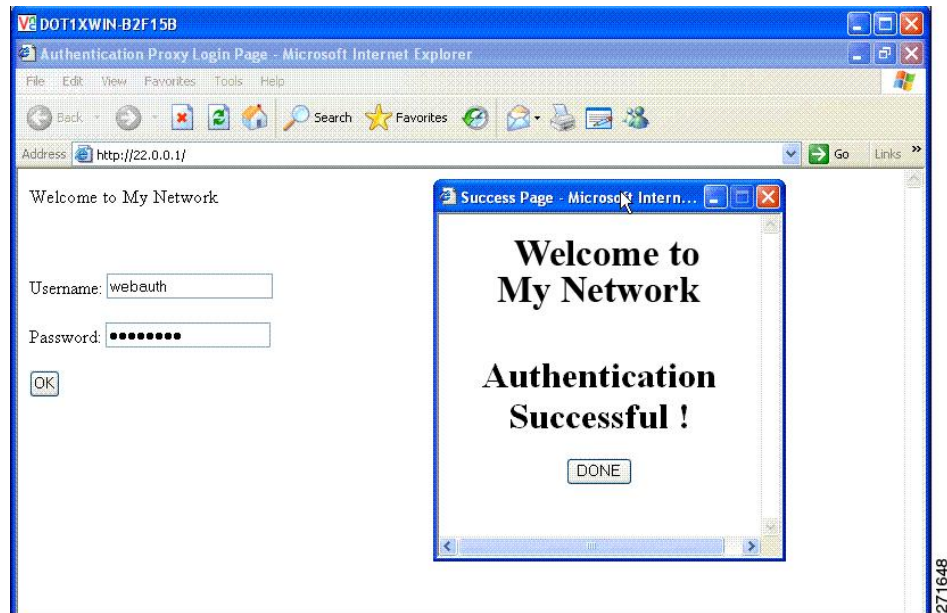 DOT1XWIN-B2F15B
Authentication Proxy Login Page - Microsoft Internet Explorer
File Edit View Favorites Tools Help
Back Search Favorites
Address http://22.0.0.1/ Go Links »
Welcome to My Network
Username: webauth
Password: ●●●●●●●●
OK
Success Page - Microsoft Intern...
Welcome to
My Network
Authentication
Successful !
DONE
271648